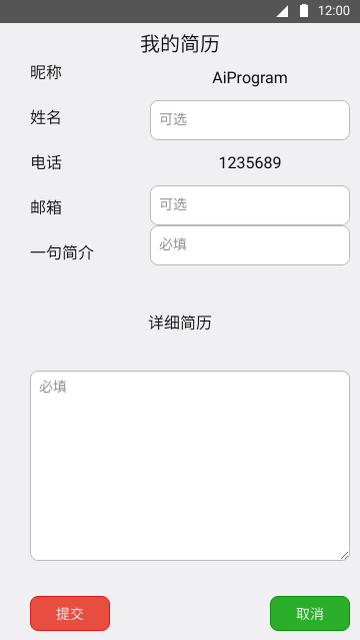 12:00
我的简历
昵称 AiProgram
姓名 可选
电话 1235689
邮箱 可选
一句简介 必填
详细简历
必填
提交 取消